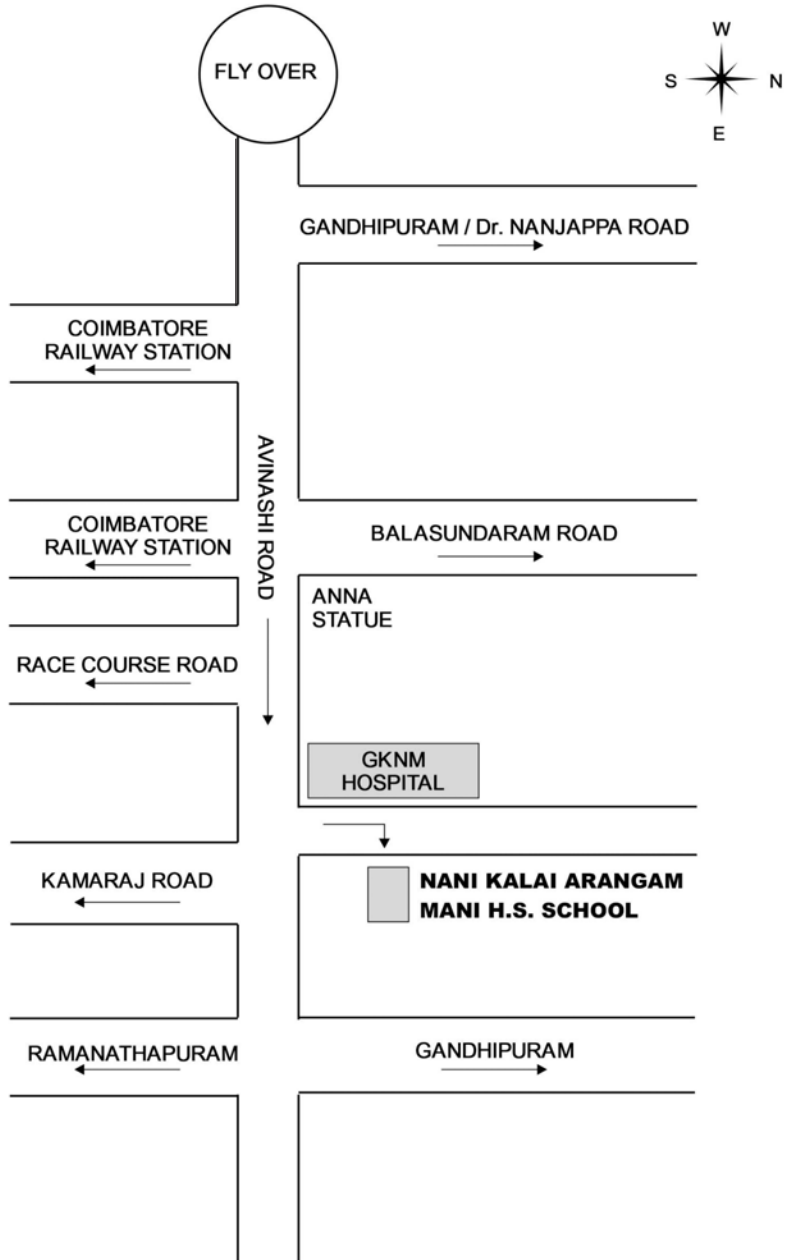 W
FLY OVER
S
N
E
GANDHIPURAM / Dr. NANJAPPA ROAD
COIMBATORE
RAILWAY STATION
AVINASHI ROAD
COIMBATORE
RAILWAY STATION
BALASUNDARAM ROAD
ANNA
STATUE
RACE COURSE ROAD
GKNM
HOSPITAL
KAMARAJ ROAD
NANI KALAI ARANGAM
MANI H.S. SCHOOL
RAMANATHAPURAM
GANDHIPURAM